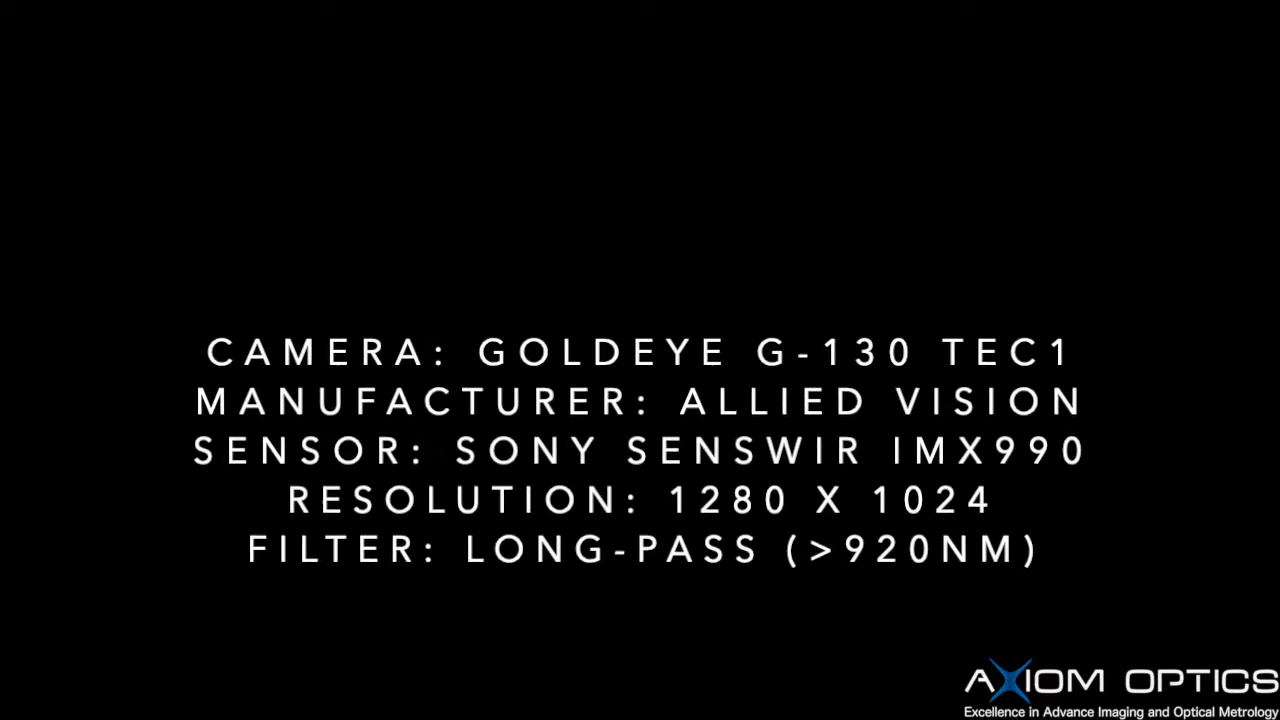 CAMERA: GOLDEYE G-130 TEC1
MANUFACTURER: ALLIED VISION
SENSOR: SONY SENSWIR IMX990
RESOLUTION: 1280 X 1024
FILTER: LONG-PASS (>920NM)
AXIOM OPTICS
Excellence in Advance Imaging and Optical Metrology